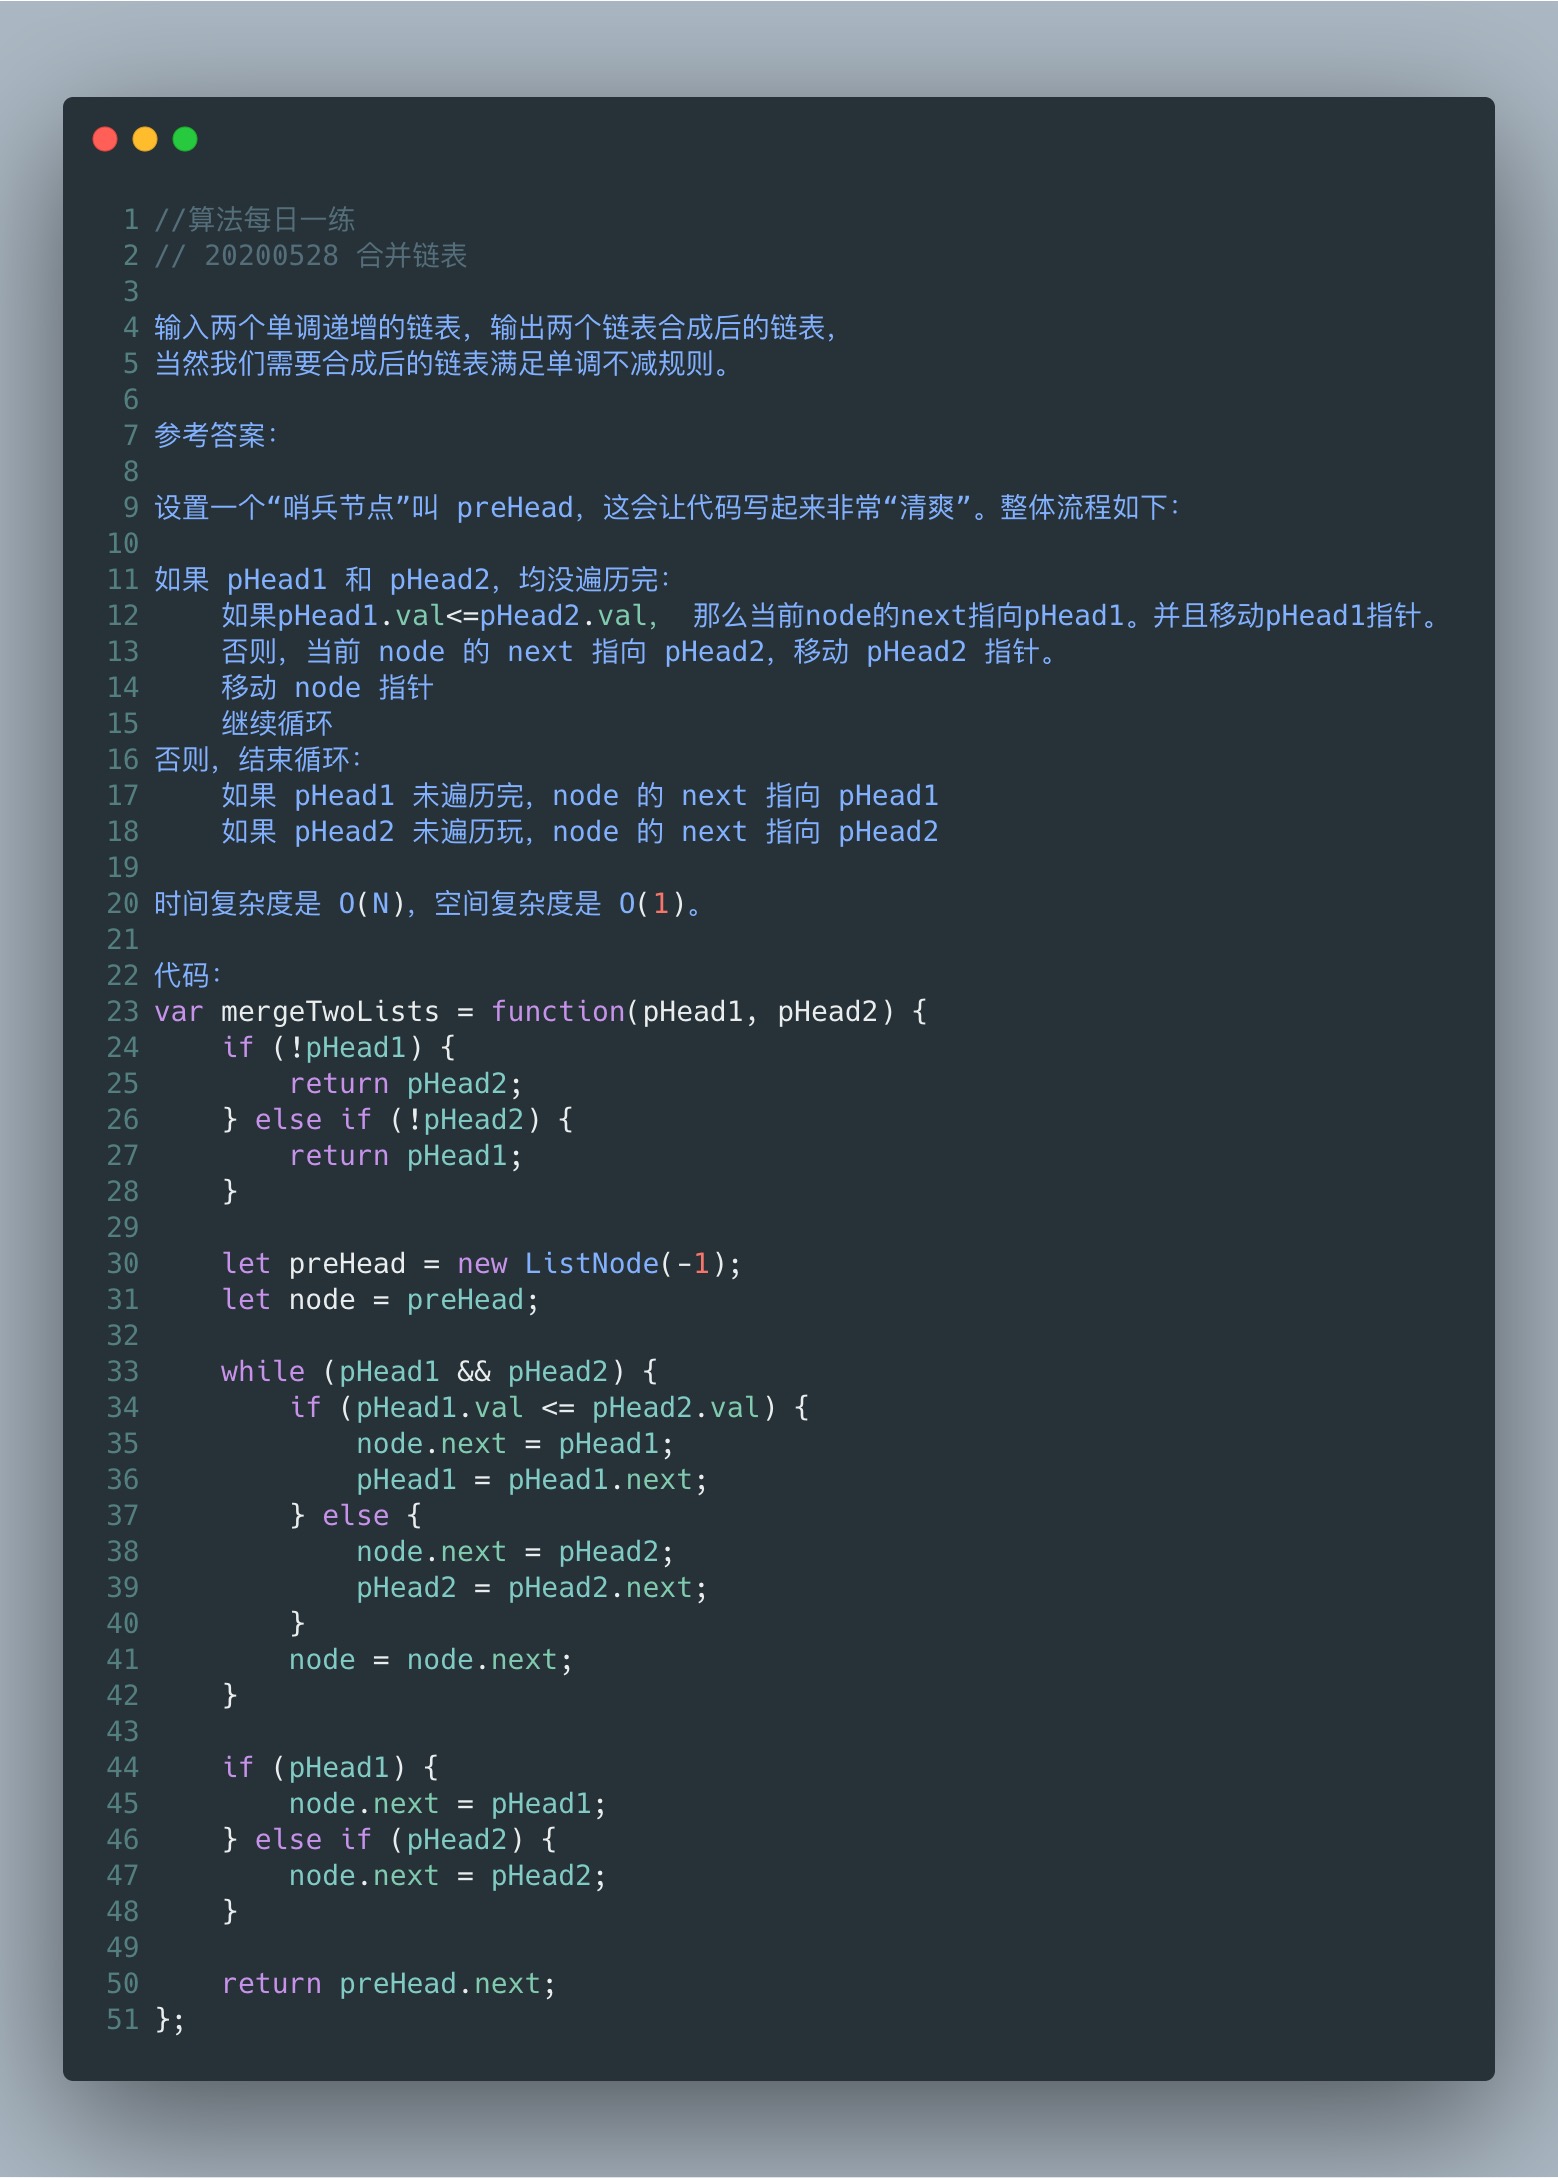 1 //算法每日一练
2 // 20200528 合并链表
3
4 输入两个单调递增的链表，输出两个链表合成后的链表，
5 当然我们需要合成后的链表满足单调不减规则。
6
7 参考答案：
8
9 设置一个“哨兵节点”叫 preHead，这会让代码写起来非常“清爽”。整体流程如下：
10
11 如果 pHead1 和 pHead2，均没遍历完：
12     如果pHead1.val<=pHead2.val， 那么当前node的next指向pHead1。并且移动pHead1指针。
13     否则，当前 node 的 next 指向 pHead2，移动 pHead2 指针。
14     移动 node 指针
15     继续循环
16 否则，结束循环：
17     如果 pHead1 未遍历完，node 的 next 指向 pHead1
18     如果 pHead2 未遍历玩，node 的 next 指向 pHead2
19
20 时间复杂度是 O(N)，空间复杂度是 O(1)。
21
22 代码：
23 var mergeTwoLists = function(pHead1, pHead2) {
24     if (!pHead1) {
25         return pHead2;
26     } else if (!pHead2) {
27         return pHead1;
28     }
29
30     let preHead = new ListNode(-1);
31     let node = preHead;
32
33     while (pHead1 && pHead2) {
34         if (pHead1.val <= pHead2.val) {
35             node.next = pHead1;
36             pHead1 = pHead1.next;
37         } else {
38             node.next = pHead2;
39             pHead2 = pHead2.next;
40         }
41         node = node.next;
42     }
43
44     if (pHead1) {
45         node.next = pHead1;
46     } else if (pHead2) {
47         node.next = pHead2;
48     }
49
50     return preHead.next;
51 };